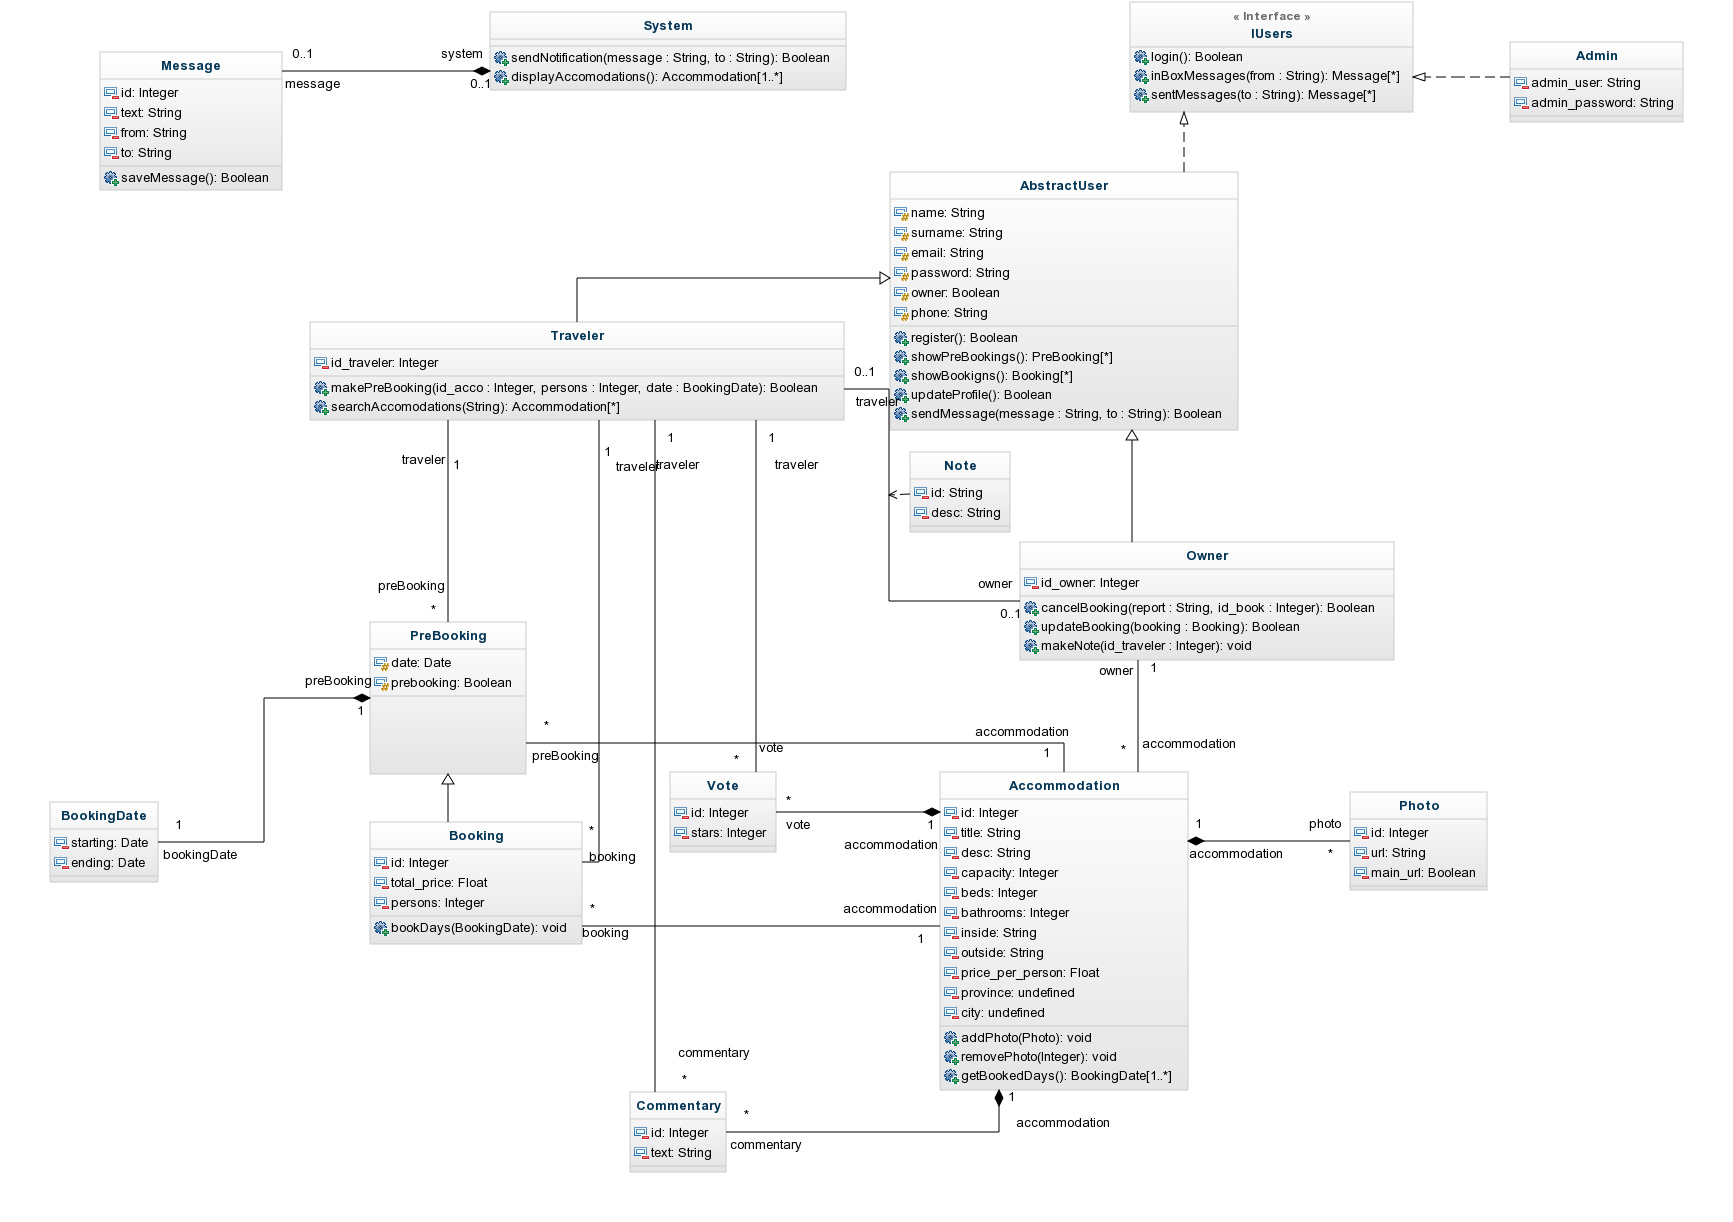 System
sendNotification(message : String, to : String): Boolean
displayAccomodations(): Accommodation[1..*]
« Interface »
IUsers
login(): Boolean
inBoxMessages(from : String): Message[*]
sentMessages(to : String): Message[*]
Admin
admin_user: String
admin_password: String
Message
id: Integer
text: String
from: String
to: String
saveMessage(): Boolean
0..1
message
system
0..1
AbstractUser
name: String
surname: String
email: String
password: String
owner: Boolean
phone: String
register(): Boolean
showPreBookings(): PreBooking[*]
showBookigns(): Booking[*]
updateProfile(): Boolean
sendMessage(message : String, to : String): Boolean
Traveler
id_traveler: Integer
makePreBooking(id_acco : Integer, persons : Integer, date : BookingDate): Boolean
searchAccomodations(String): Accommodation[*]
0..1
traveler
traveler
1
1
traveler
1
traveler
1
traveler
Note
id: String
desc: String
Owner
id_owner: Integer
cancelBooking(report : String, id_book : Integer): Boolean
updateBooking(booking : Booking): Boolean
makeNote(id_traveler : Integer): void
owner
0..1
owner
1
preBooking
*
PreBooking
date: Date
prebooking: Boolean
preBooking
1
*
preBooking
accommodation
1
*
accommodation
vote
*
BookingDate
starting: Date
ending: Date
1
bookingDate
Booking
id: Integer
total_price: Float
persons: Integer
bookDays(BookingDate): void
*
booking
*
booking
accommodation
1
Vote
id: Integer
stars: Integer
*
vote
1
accommodation
Accommodation
id: Integer
title: String
desc: String
capacity: Integer
beds: Integer
bathrooms: Integer
inside: String
outside: String
price_per_person: Float
province: undefined
city: undefined
addPhoto(Photo): void
removePhoto(Integer): void
getBookedDays(): BookingDate[1..*]
1
accommodation
photo
*
Photo
id: Integer
url: String
main_url: Boolean
commentary
*
Commentary
id: Integer
text: String
*
commentary
1
accommodation